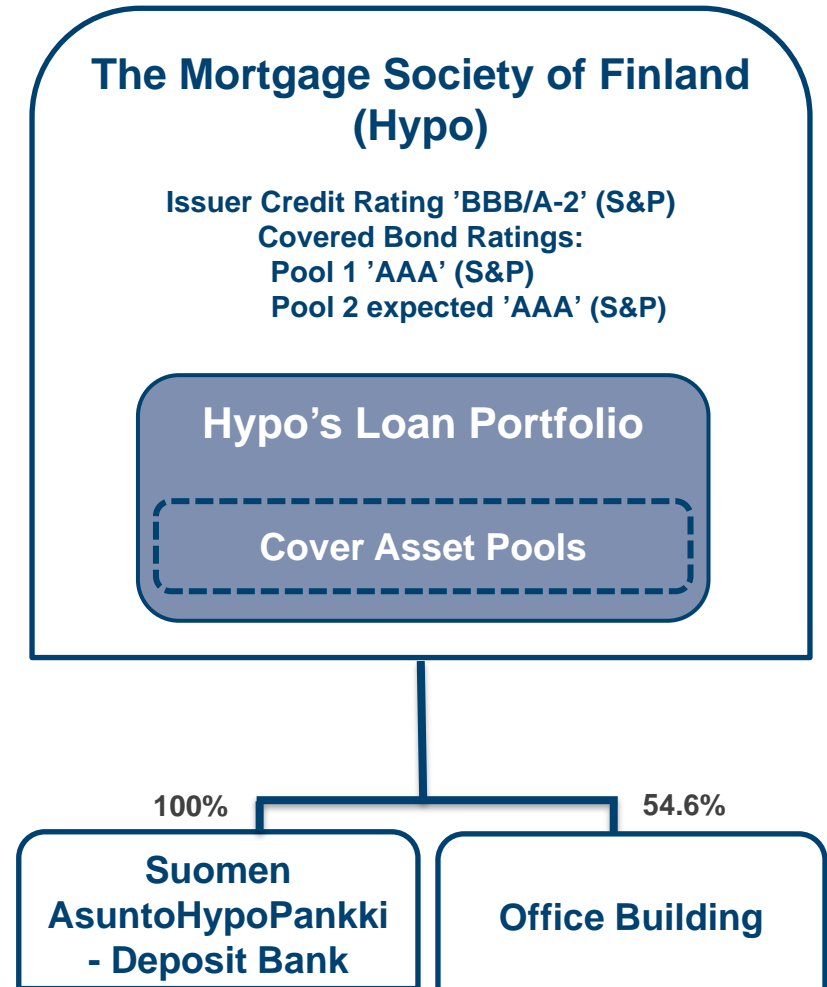 The Mortgage Society of Finland
(Hypo)
Issuer Credit Rating ’BBB/A-2’ (S&P)
Covered Bond Ratings:
Pool 1 ’AAA’ (S&P)
Pool 2 expected ’AAA’ (S&P)
Hypo’s Loan Portfolio
Cover Asset Pools
100%
54.6%
Suomen
AsuntoHypoPankki
- Deposit Bank
Office Building